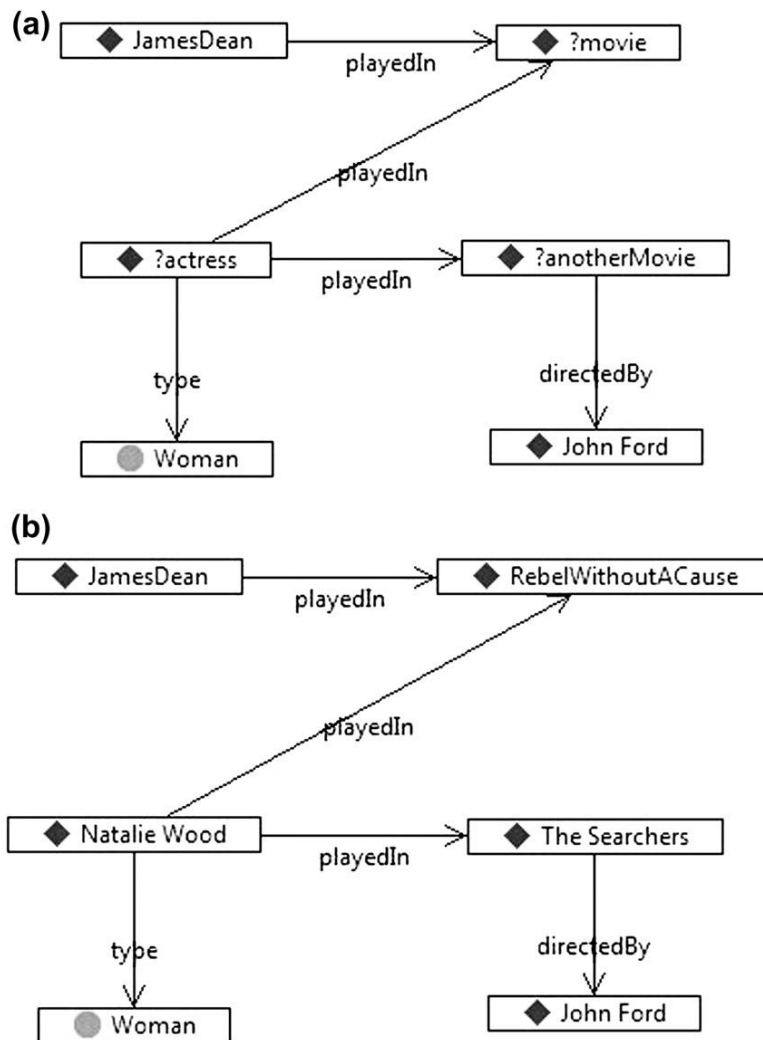 (a)
JamesDean
?movie
playedIn
playedIn
?actress
?anotherMovie
playedIn
type
directedBy
Woman
John Ford
(b)
JamesDean
RebelWithoutACause
playedIn
playedIn
Natalie Wood
The Searchers
playedIn
type
directedBy
Woman
John Ford